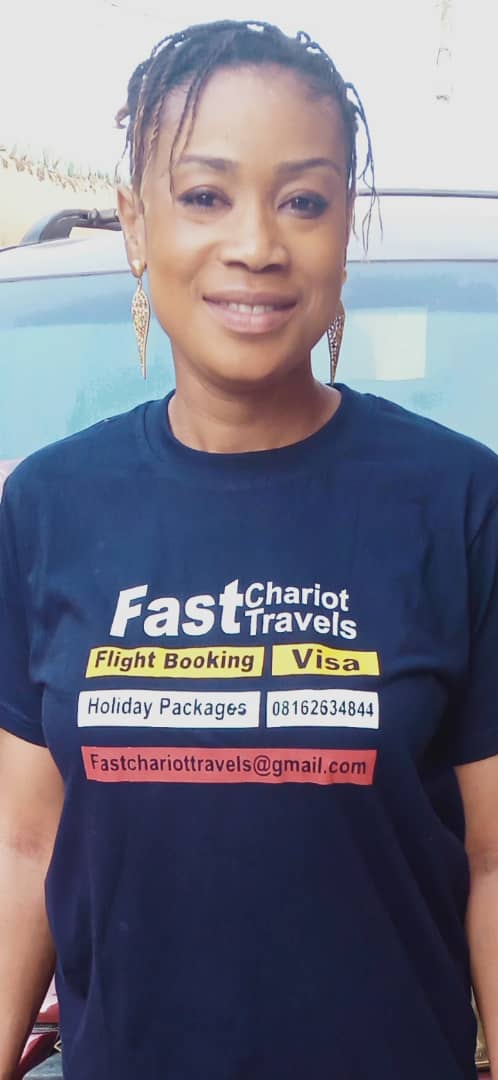 Fast Chariot
Travels
Flight Booking Visa
Holiday Packages 08162634844
Fastchariottravels@gmail.com